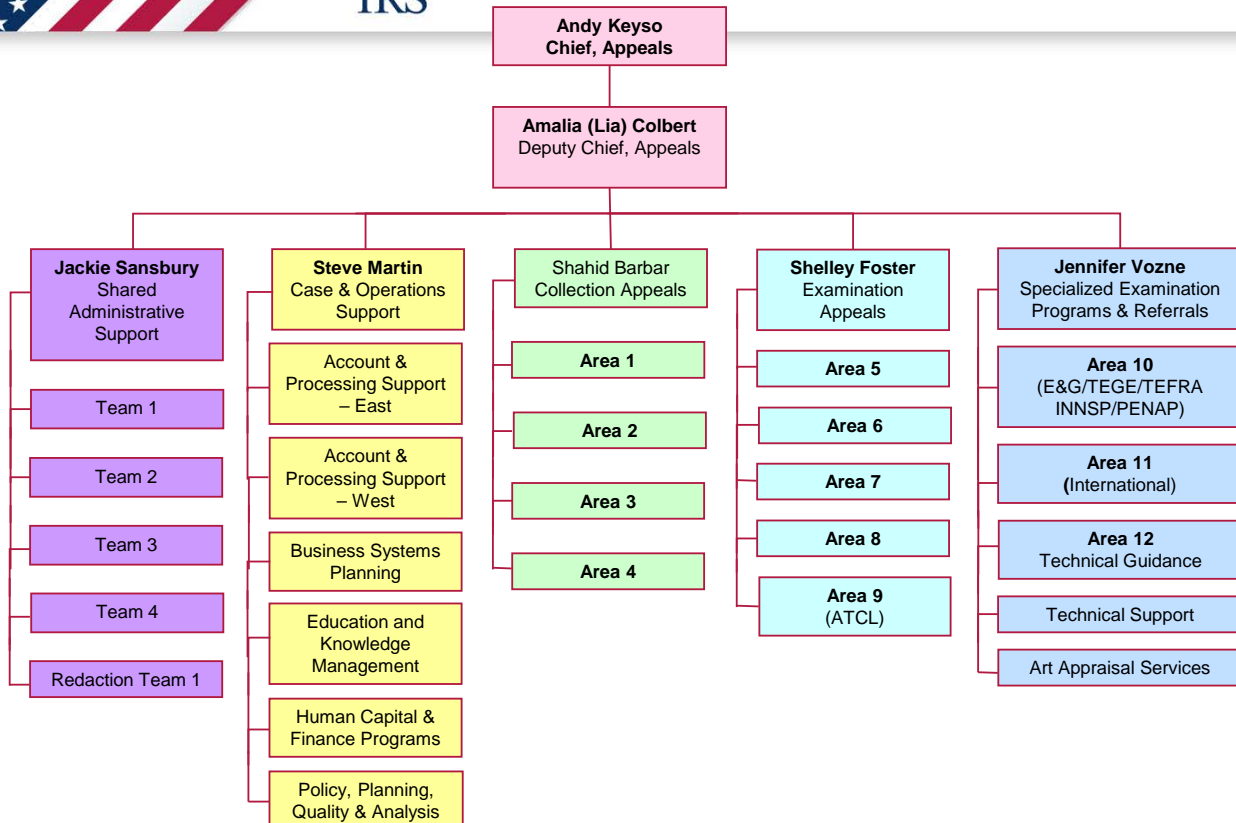 IRS
Andy Keyso
Chief, Appeals
Amalia (Lia) Colbert
Deputy Chief, Appeals
Jackie Sansbury
Shared
Administrative
Support
Team 1
Team 2
Team 3
Team 4
Redaction Team 1
Steve Martin
Case & Operations
Support
Account &
Processing Support
– East
Account &
Processing Support
– West
Business Systems
Planning
Education and
Knowledge
Management
Human Capital &
Finance Programs
Policy, Planning,
Quality & Analysis
Shahid Barbar
Collection Appeals
Area 1
Area 2
Area 3
Area 4
Shelley Foster
Examination
Appeals
Area 5
Area 6
Area 7
Area 8
Area 9
(ATCL)
Jennifer Vozne
Specialized Examination
Programs & Referrals
Area 10
(E&G/TEGE/TEFRA
INNSP/PENAP)
Area 11
(International)
Area 12
Technical Guidance
Technical Support
Art Appraisal Services